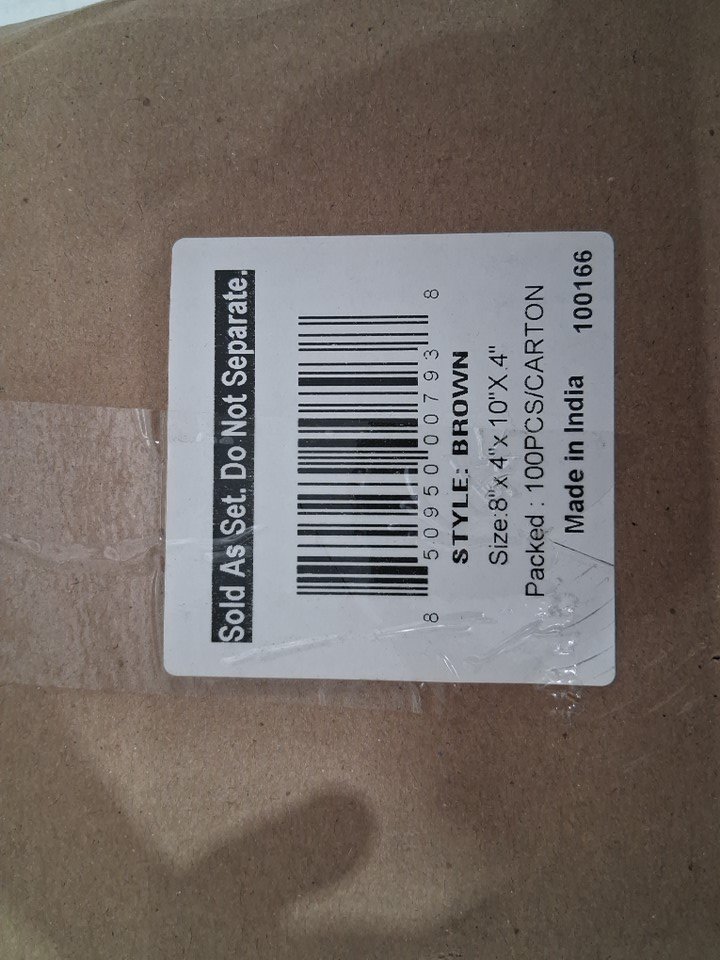 Sold As Set. Do Not Separate.
8 50950 00793 8
STYLE: BROWN
Size:8"x 4"x 10"X.4"
Packed : 100PCS/CARTON
Made in India 100166